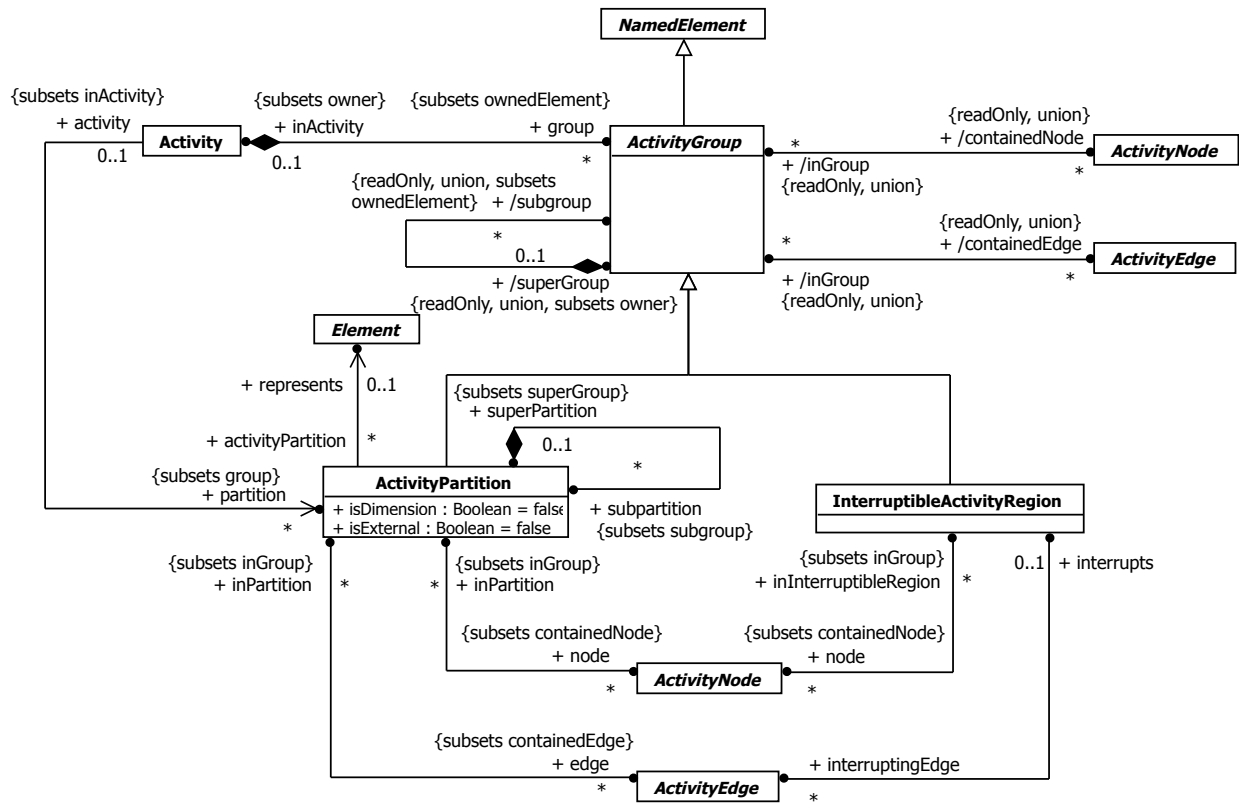 NamedElement
{subsets inActivity}
+ activity
0..1
Activity
{subsets owner}
+ inActivity
0..1
{subsets ownedElement}
+ group
*
ActivityGroup
{readOnly, union}
+ /containedNode
*
*
+ /inGroup
{readOnly, union}
ActivityNode
{readOnly, union, subsets
ownedElement} + /subgroup
*
0..1
+ /superGroup
{readOnly, union, subsets owner}
{readOnly, union}
+ /containedEdge
*
*
+ /inGroup
{readOnly, union}
ActivityEdge
Element
+ represents
0..1
+ activityPartition
*
{subsets superGroup}
+ superPartition
0..1
*
+ subpartition
{subsets subgroup}
{subsets group}
+ partition
*
ActivityPartition
+ isDimension : Boolean = false
+ isExternal : Boolean = false
InterruptibleActivityRegion
{subsets inGroup}
+ inPartition
*
{subsets inGroup}
+ inPartition
*
{subsets inGroup}
+ inInterruptibleRegion
*
0..1
+ interrupts
{subsets containedNode}
+ node
*
{subsets containedNode}
+ node
*
ActivityNode
{subsets containedEdge}
+ edge
*
+ interruptingEdge
*
ActivityEdge